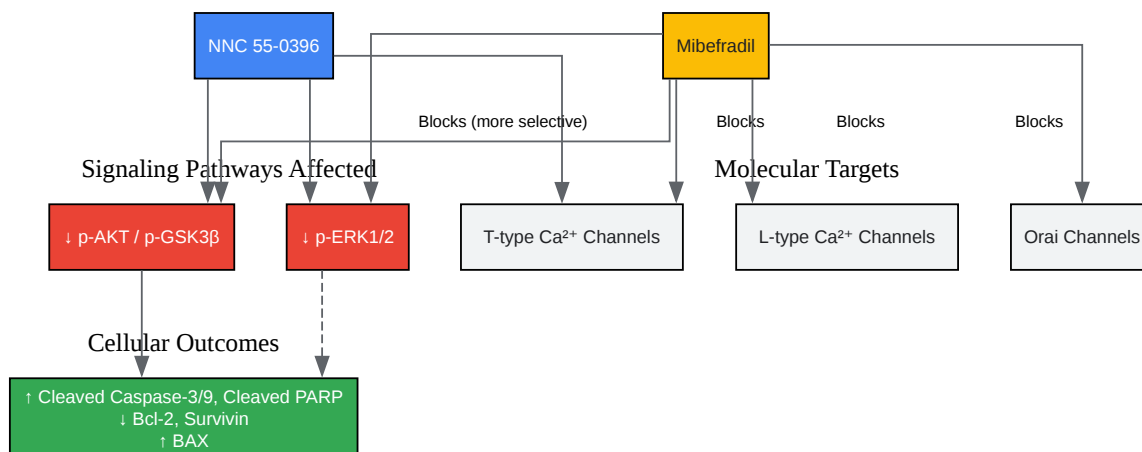 NNC 55-0396
Mibefradil
Blocks (more selective)
Blocks
Blocks
Blocks
Signaling Pathways Affected
Molecular Targets
↓ p-AKT / p-GSK3β
↓ p-ERK1/2
T-type Ca²⁺ Channels
L-type Ca²⁺ Channels
Orai Channels
Cellular Outcomes
↑ Cleaved Caspase-3/9, Cleaved PARP
↓ Bcl-2, Survivin
↑ BAX